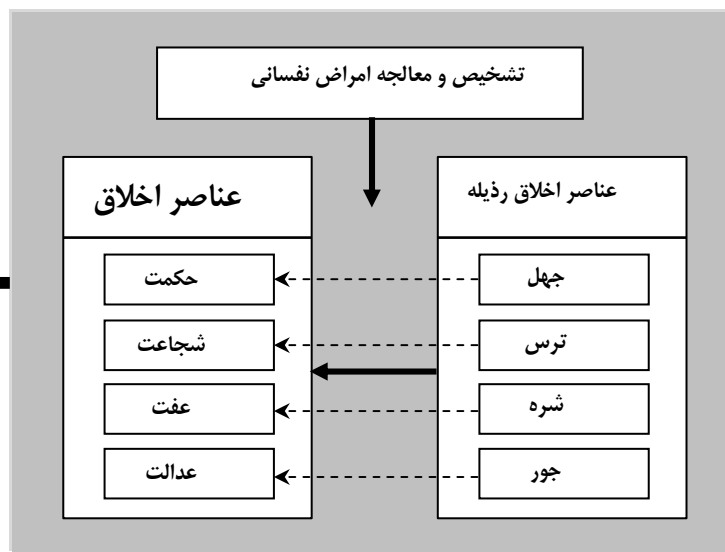 تشخیص و معالجه امراض نفسانی
عناصر اخلاق رذیله
جهل
ترس
شره
جور
عناصر اخلاق
حکمت
شجاعت
عفت
عدالت